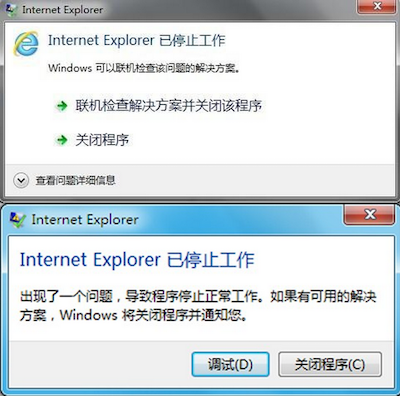 Internet Explorer
Internet Explorer 已停止工作
Windows 可以联机检查该问题的解决方案。
联机检查解决方案并关闭该程序
关闭程序
查看问题详细信息
Internet Explorer
Internet Explorer 已停止工作
出现了一个问题，导致程序停止正常工作。如果有可用的解决
方案，Windows 将关闭程序并通知您。
调试(D)
关闭程序(C)